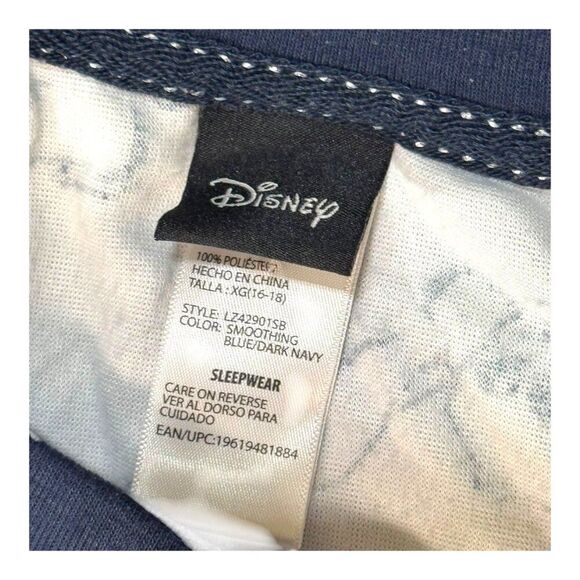 Disney
100% POLIÉSTER
HECHO EN CHINA
TALLA : XG(16-18)
STYLE: LZ42901SB
COLOR: SMOOTHING
BLUE/DARK NAVY
SLEEPWEAR
CARE ON REVERSE
VER AL DORSO PARA
CUIDADO
EAN/UPC:19619481884